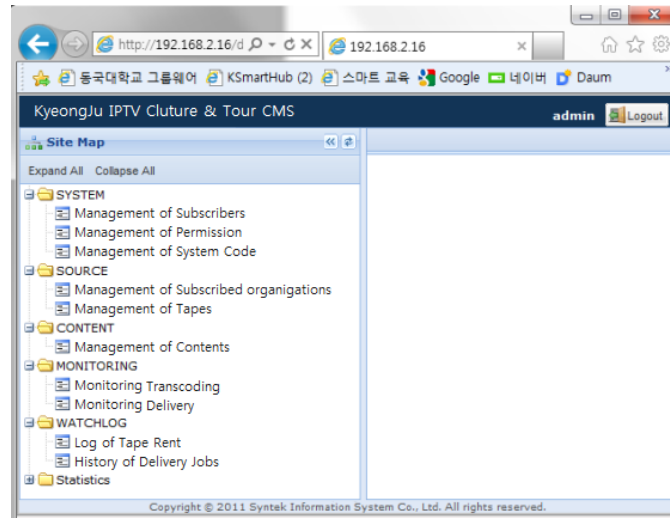 http://192.168.2.16/d
192.168.2.16
동국대학교 그룹웨어 KSmartHub (2) 스마트 교육 Google 네이버 Daum
KyeongJu IPTV Cluture & Tour CMS
admin Logout
Site Map
Expand All Collapse All
SYSTEM
Management of Subscribers
Management of Permission
Management of System Code
SOURCE
Management of Subscribed organigations
Management of Tapes
CONTENT
Management of Contents
MONITORING
Monitoring Transcoding
Monitoring Delivery
WATCHLOG
Log of Tape Rent
History of Delivery Jobs
Statistics
Copyright © 2011 Syntek Information System Co., Ltd. All rights reserved.